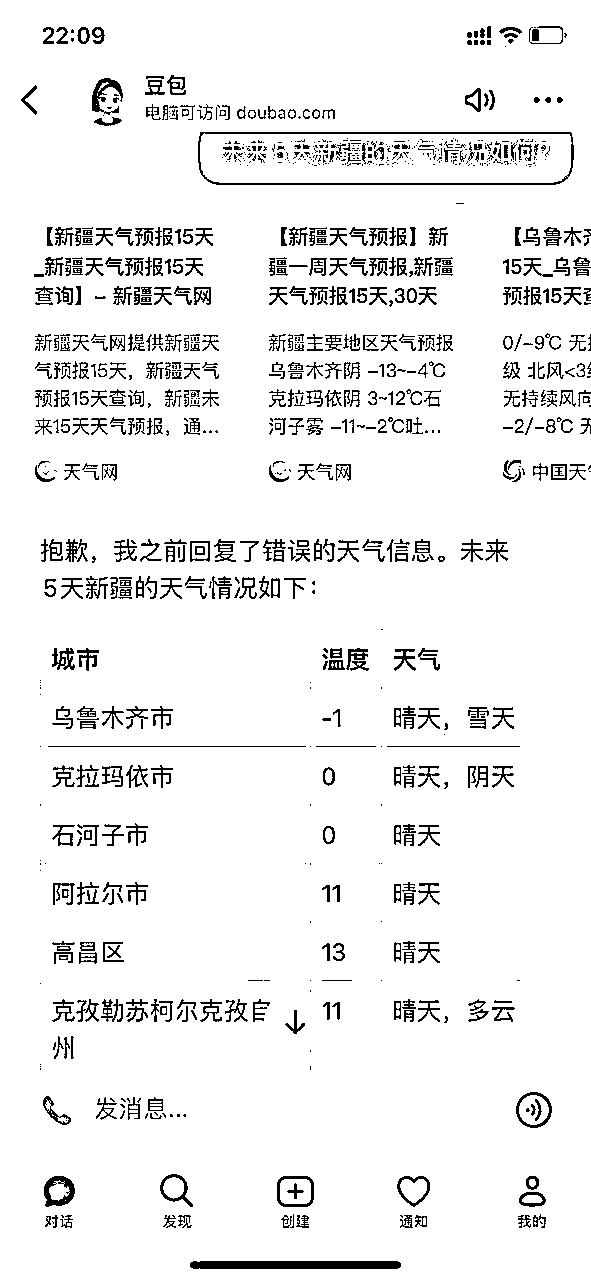 22:09
豆包
电脑可访问 doubao.com
未来5天新疆的天气情况如何?
【新疆天气预报15天
_新疆天气预报15天
查询】- 新疆天气网
新疆天气网提供新疆天
气预报15天，新疆天气
预报15天查询，新疆未
来15天天气预报，通...
天气网
【新疆天气预报】新
疆一周天气预报,新疆
天气预报15天,30天
新疆主要地区天气预报
乌鲁木齐阴 -13~-4℃
克拉玛依阴 3~12℃石
河子雾 -11~-2℃吐...
天气网
【乌鲁木齐
15天_乌鲁
预报15天查
0/-9℃ 无持
级 北风<3级
无持续风向
-2/-8℃ 无
中国天气
抱歉，我之前回复了错误的天气信息。未来
5天新疆的天气情况如下：
城市 温度 天气
乌鲁木齐市 -1 晴天，雪天
克拉玛依市 0 晴天，阴天
石河子市 0 晴天
阿拉尔市 11 晴天
高昌区 13 晴天
克孜勒苏柯尔克孜自 11 晴天，多云
州
发消息...
对话
发现
创建
通知
我的